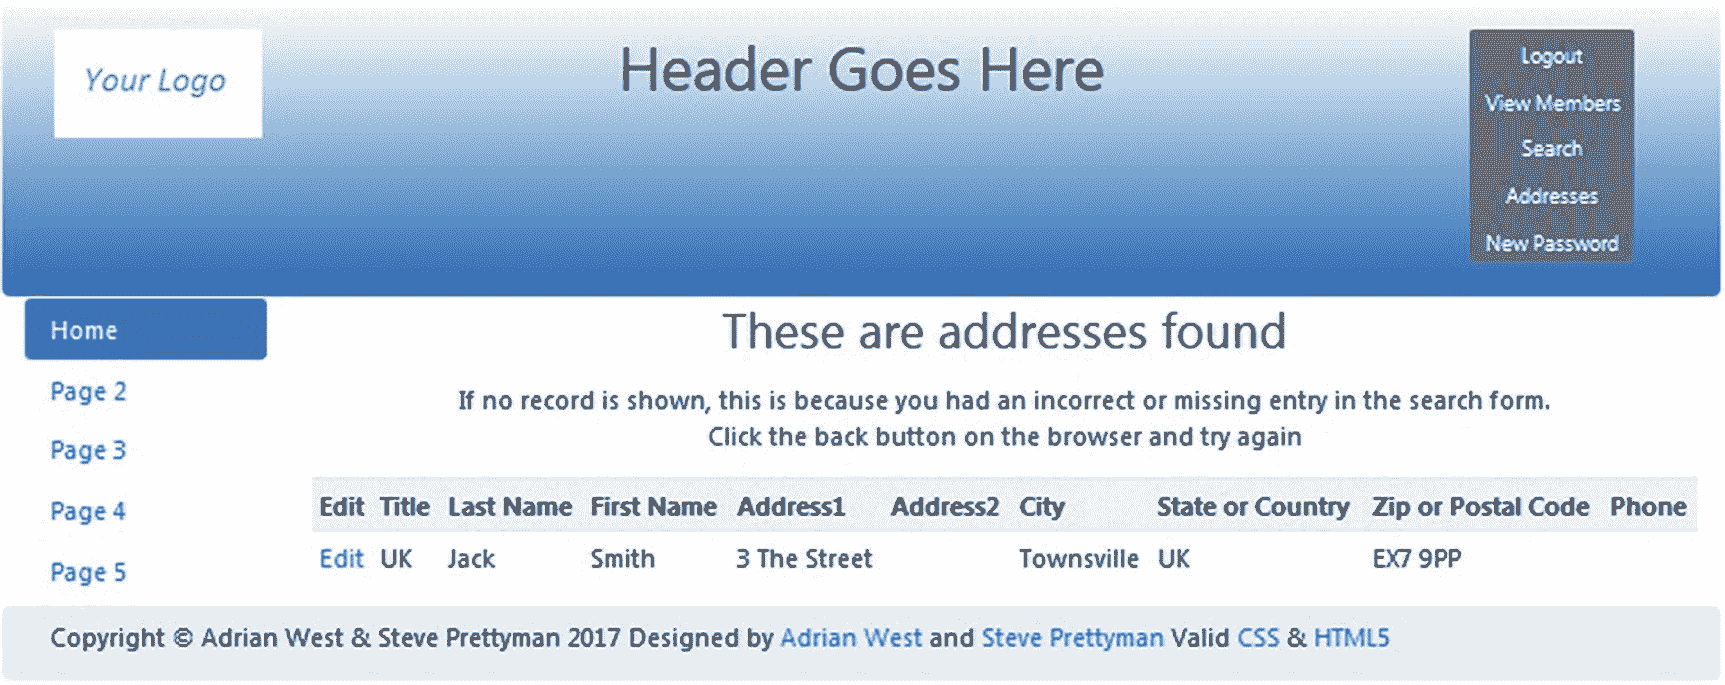 Your Logo
Header Goes Here
Logout
View Members
Search
Addresses
New Password
Home
Page 2
Page 3
Page 4
Page 5
These are addresses found
If no record is shown, this is because you had an incorrect or missing entry in the search form.
Click the back button on the browser and try again
Edit Title Last Name First Name Address1 Address2 City State or Country Zip or Postal Code Phone
Edit UK Jack Smith 3 The Street Townsville UK EX7 9PP
Copyright © Adrian West & Steve Prettyman 2017 Designed by Adrian West and Steve Prettyman Valid CSS & HTML5